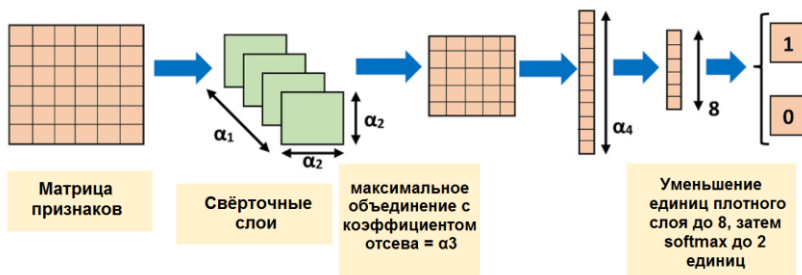 α₁
α₂
α₂
α₄
8
1
0
Матрица
признаков
Свёрточные
слои
максимальное
объединение с
коэффициентом
отсева = α3
Уменьшение
единиц плотного
слоя до 8, затем
softmax до 2
единиц